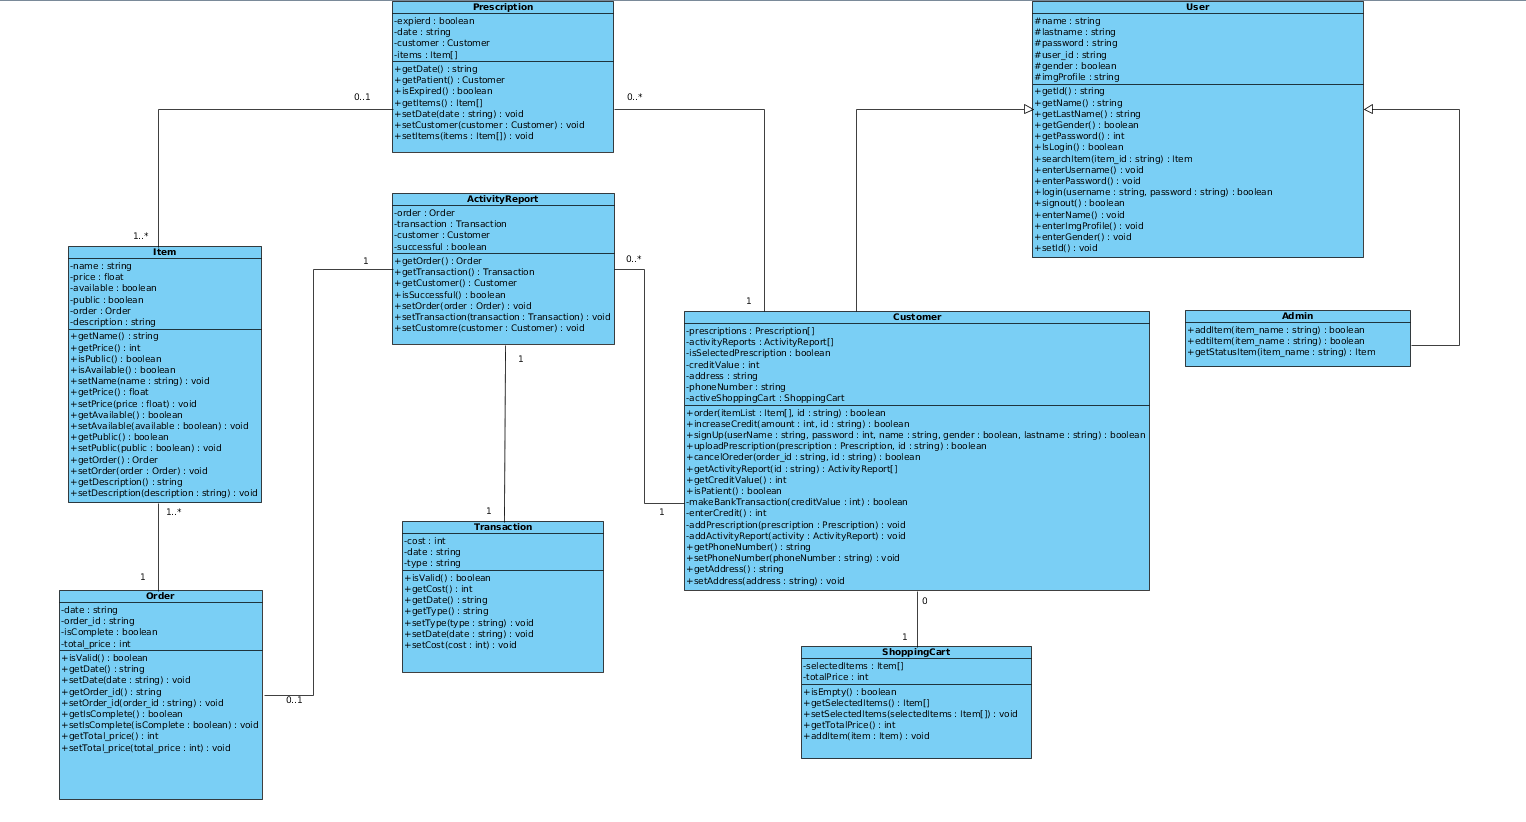 Prescription
-expierd : boolean
-date : string
-customer : Customer
-items : Item[]
+getDate() : string
+getPatient() : Customer
+isExpired() : boolean
+getItems() : Item[]
+setDate(date : string) : void
+setCustomer(customer : Customer) : void
+setItems(items : Item[]) : void
User
#name : string
#lastname : string
#password : string
#user_id : string
#gender : boolean
#imgProfile : string
+getId() : string
+getName() : string
+getLastName() : string
+getGender() : boolean
+getPassword() : int
+IsLogin() : boolean
+searchItem(item_id : string) : Item
+enterUsername() : void
+enterPassword() : void
+login(username : string, password : string) : boolean
+signout() : boolean
+enterName() : void
+enterImgProfile() : void
+enterGender() : void
+setId() : void
0..1
0..*
1..*
1
ActivityReport
-order : Order
-transaction : Transaction
-customer : Customer
-successful : boolean
+getOrder() : Order
+getTransaction() : Transaction
+getCustomer() : Customer
+isSuccessful() : boolean
+setOrder(order : Order) : void
+setTransaction(transaction : Transaction) : void
+setCustomre(customer : Customer) : void
1
0..*
1
1
1
Item
-name : string
-price : float
-available : boolean
-public : boolean
-order : Order
-description : string
+getName() : string
+getPrice() : int
+isPublic() : boolean
+isAvailable() : boolean
+setName(name : string) : void
+getPrice() : float
+setPrice(price : float) : void
+getAvailable() : boolean
+setAvailable(available : boolean) : void
+getPublic() : boolean
+setPublic(public : boolean) : void
+getOrder() : Order
+setOrder(order : Order) : void
+getDescription() : string
+setDescription(description : string) : void
1..*
1
Customer
-prescriptions : Prescription[]
-activityReports : ActivityReport[]
-isSelectedPrescription : boolean
-creditValue : int
-address : string
-phoneNumber : string
-activeShoppingCart : ShoppingCart
+order(itemList : Item[], id : string) : boolean
+increaseCredit(amount : int, id : string) : boolean
+signUp(userName : string, password : int, name : string, gender : boolean, lastname : string) : boolean
+uploadPrescription(prescription : Prescription, id : string) : boolean
+cancelOreder(order_id : string, id : string) : boolean
+getActivityReport(id : string) : ActivityReport[]
+getCreditValue() : int
+isPatient() : boolean
-makeBankTransaction(creditValue : int) : boolean
-enterCredit() : int
-addPrescription(prescription : Prescription) : void
-addActivityReport(activity : ActivityReport) : void
+getPhoneNumber() : string
+setPhoneNumber(phoneNumber : string) : void
+getAddress() : string
+setAddress(address : string) : void
Admin
+addItem(item_name : string) : boolean
+edtiItem(item_name : string) : boolean
+getStatusItem(item_name : string) : Item
Transaction
-cost : int
-date : string
-type : string
+isValid() : boolean
+getCost() : int
+getDate() : string
+getType() : string
+setType(type : string) : void
+setDate(date : string) : void
+setCost(cost : int) : void
Order
-date : string
-order_id : string
-isComplete : boolean
-total_price : int
+isValid() : boolean
+getDate() : string
+setDate(date : string) : void
+getOrder_id() : string
+setOrder_id(order_id : string) : void
+getIsComplete() : boolean
+setIsComplete(isComplete : boolean) : void
+getTotal_price() : int
+setTotal_price(total_price : int) : void
0..1
0
1
ShoppingCart
-selectedItems : Item[]
-totalPrice : int
+isEmpty() : boolean
+getSelectedItems() : Item[]
+setSelectedItems(selectedItems : Item[]) : void
+getTotalPrice() : int
+addItem(item : Item) : void